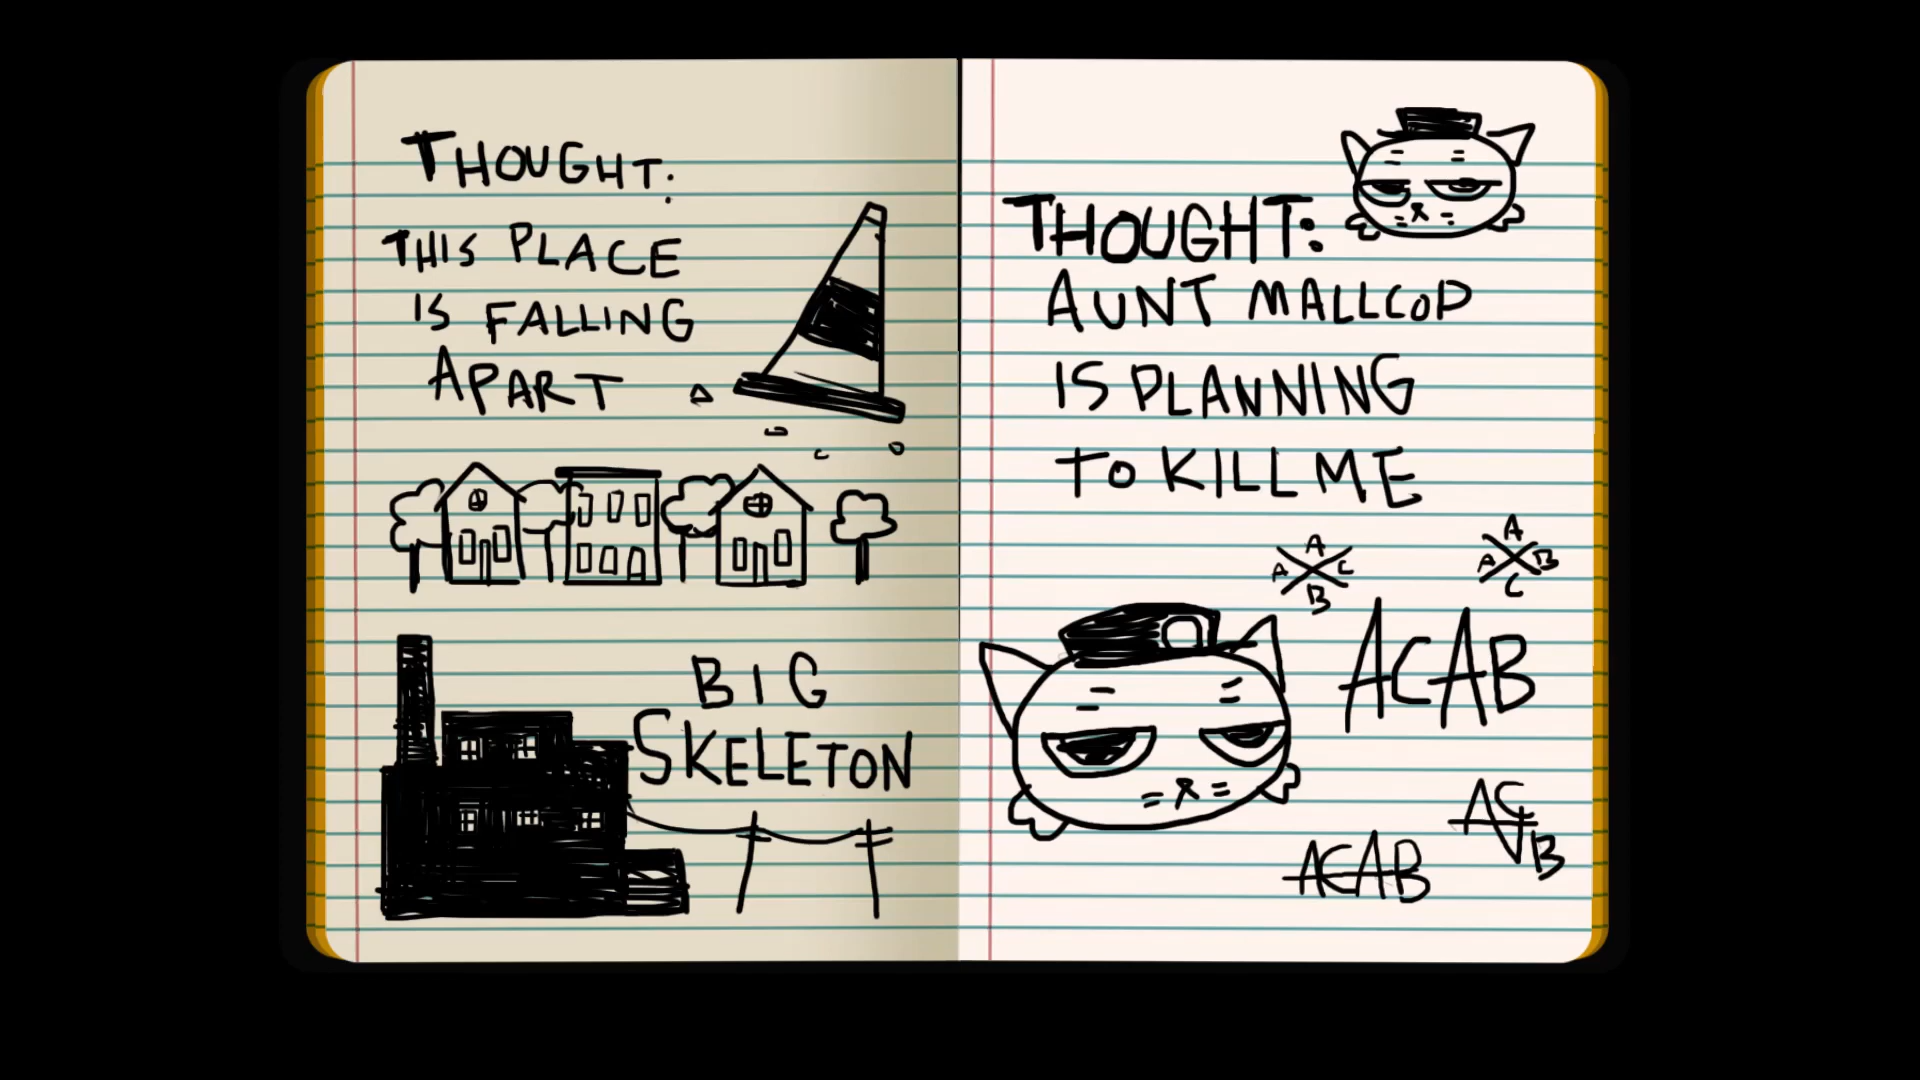 THOUGHT:
THIS PLACE
IS FALLING
APART
BIG
SKELETON
THOUGHT:
AUNT MALLCOP
IS PLANNING
TO KILL ME
A
A C
B
A
A B
C
ACAB
AC
A
B
ACAB